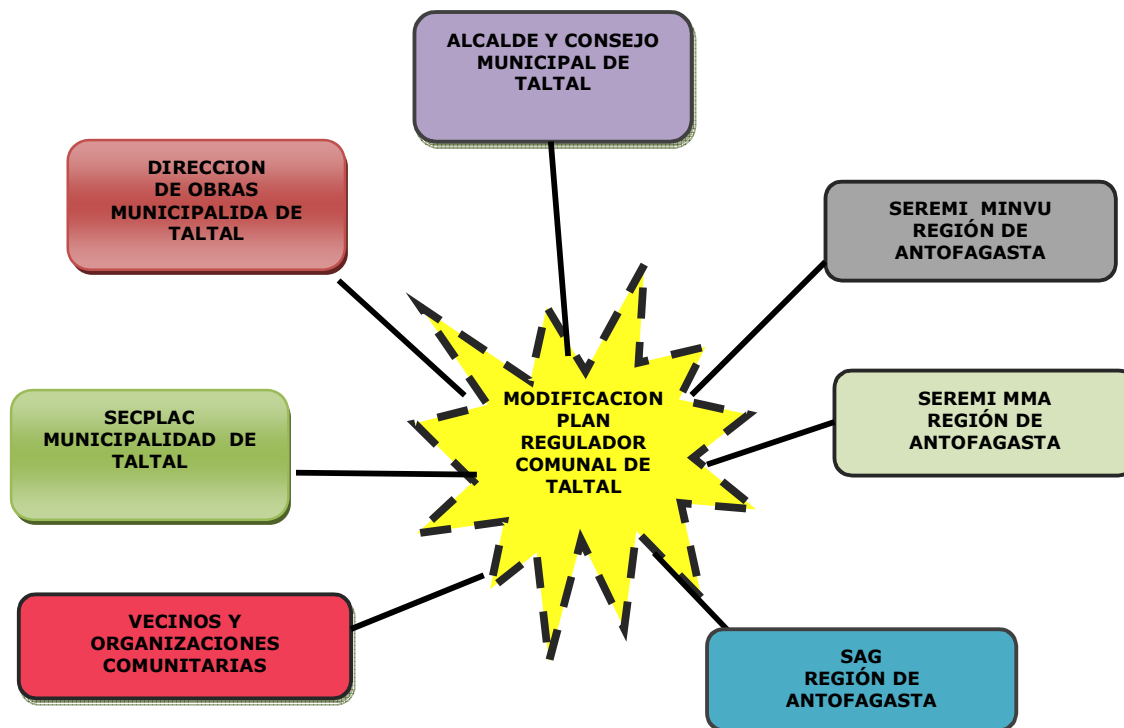 ALCALDE Y CONSEJO
MUNICIPAL DE
TALTAL
DIRECCION
DE OBRAS
MUNICIPALIDA DE
TALTAL
SEREMI MINVU
REGIÓN DE
ANTOFAGASTA
MODIFICACION
PLAN
REGULADOR
COMUNAL DE
TALTAL
SECPLAC
MUNICIPALIDAD DE
TALTAL
SEREMI MMA
REGIÓN DE
ANTOFAGASTA
VECINOS Y
ORGANIZACIONES
COMUNITARIAS
SAG
REGIÓN DE
ANTOFAGASTA